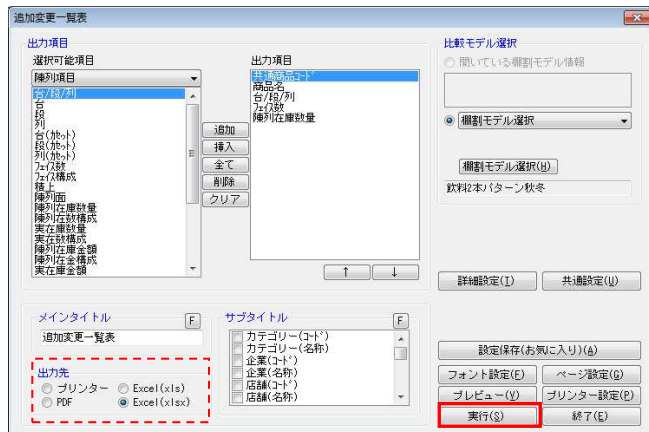 追加変更一覧表
出力項目
選択可能項目
陳列項目
台/段/列
台
段
列
台(ｶｾｯﾄ)
段(ｶｾｯﾄ)
列(ｶｾｯﾄ)
ﾌｪｲｽ数
ﾌｪｲｽ構成
積上
陳列面
陳列在庫数量
陳列在数構成
実在庫数量
実在数構成
陳列在庫金額
陳列在金構成
実在庫金額
追加
挿入
全て
削除
クリア
出力項目
共通商品ｺｰﾄﾞ
商品名
台/段/列
ﾌｪｲｽ数
陳列在庫数量
↑
↓
比較モデル選択
開いている棚割モデル情報
棚割モデル選択
棚割モデル選択(H)
飲料2本パターン秋冬
詳細設定(I)
共通設定(U)
メインタイトル
F
追加変更一覧表
サブタイトル
F
カテゴリー(ｺｰﾄﾞ)
カテゴリー(名称)
企業(ｺｰﾄﾞ)
企業(名称)
店舗(ｺｰﾄﾞ)
店舗(名称)
出力先
プリンター
Excel(xls)
PDF
Excel(xlsx)
設定保存(お気に入り)(A)
フォント設定(F)
ページ設定(G)
プレビュー(V)
プリンター設定(P)
実行(S)
終了(E)